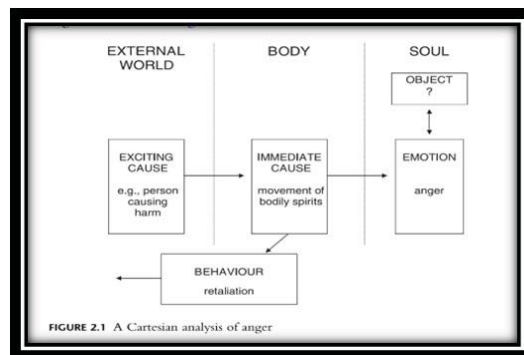 EXTERNAL
WORLD
BODY
SOUL
OBJECT
?
EXCITING
CAUSE
e.g., person
causing
harm
IMMEDIATE
CAUSE
movement of
bodily spirits
EMOTION
anger
BEHAVIOUR
retaliation
FIGURE 2.1 A Cartesian analysis of anger